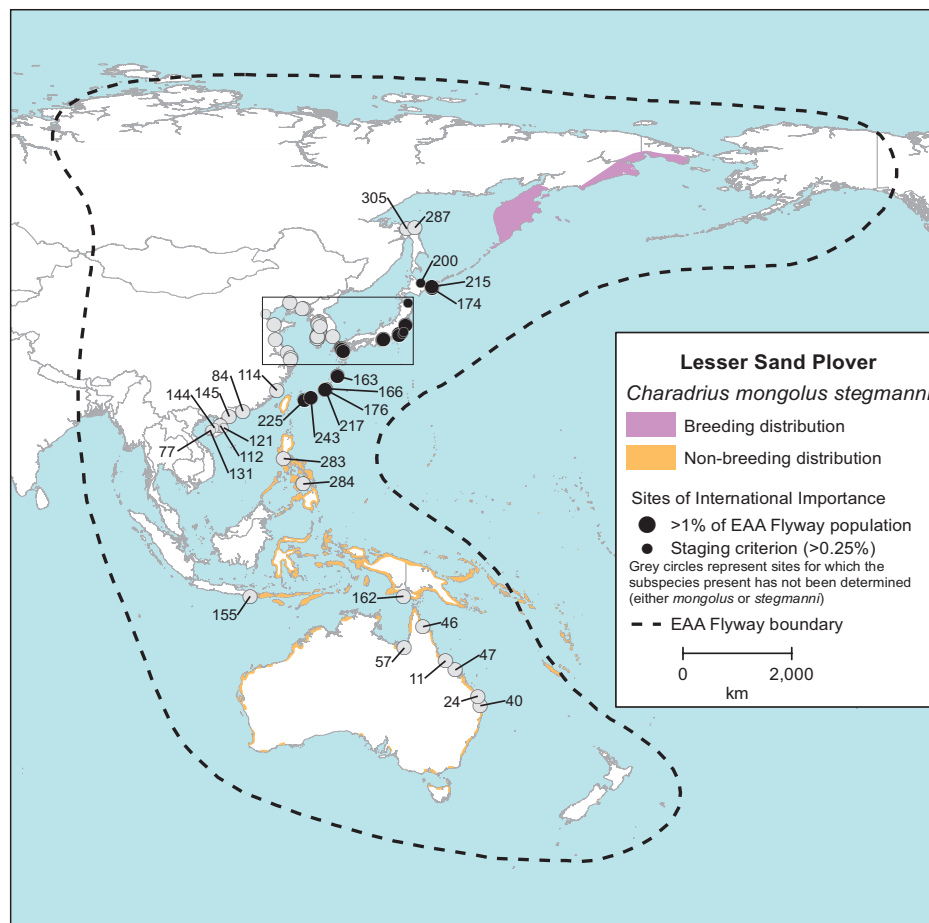 305
287
200
215
174
163
166
176
217
225
243
114
84
145
144
77
121
112
131
283
284
155
162
46
57
47
11
24
40
Lesser Sand Plover
Charadrius mongolus stegmanni
Breeding distribution
Non-breeding distribution
Sites of International Importance
>1% of EAA Flyway population
Staging criterion (>0.25%)
Grey circles represent sites for which the
subspecies present has not been determined
(either mongolus or stegmanni)
EAA Flyway boundary
0 2,000
km